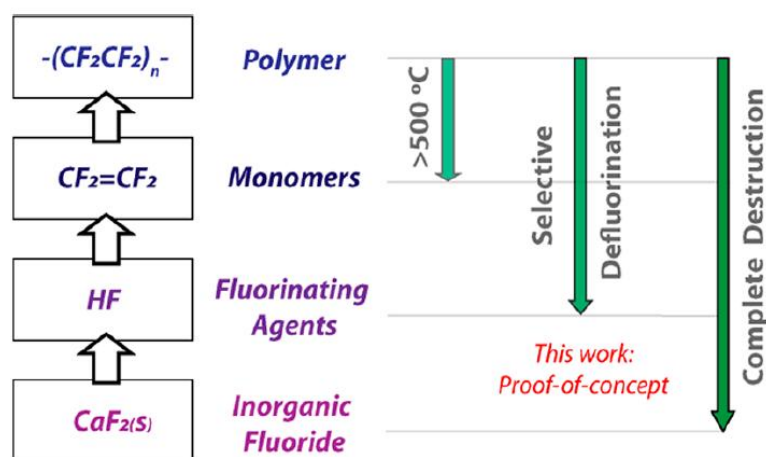 -(CF₂CF₂)ₙ-
Polymer
CF₂=CF₂
Monomers
HF
Fluorinating
Agents
CaF₂(s)
Inorganic
Fluoride
>500 ºC
Selective
Defluorination
Complete Destruction
This work:
Proof-of-concept